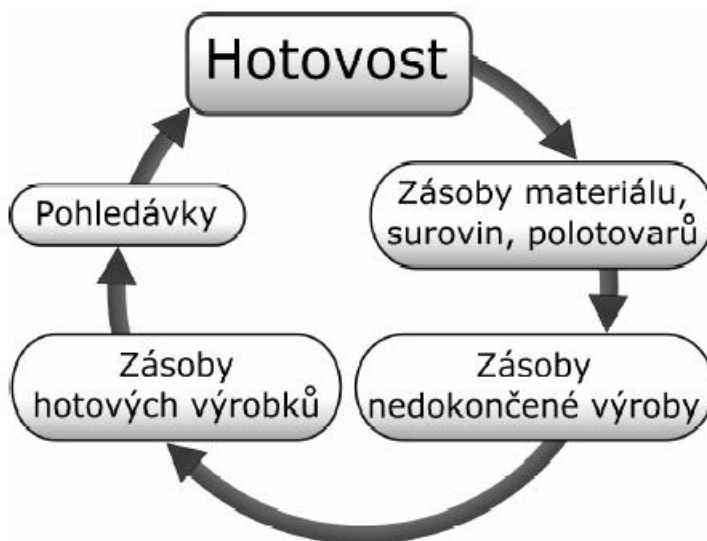 Hotovost
Zásoby materiálu,
surovin, polotovarů
Zásoby
nedokončené výroby
Zásoby
hotových výrobků
Pohledávky